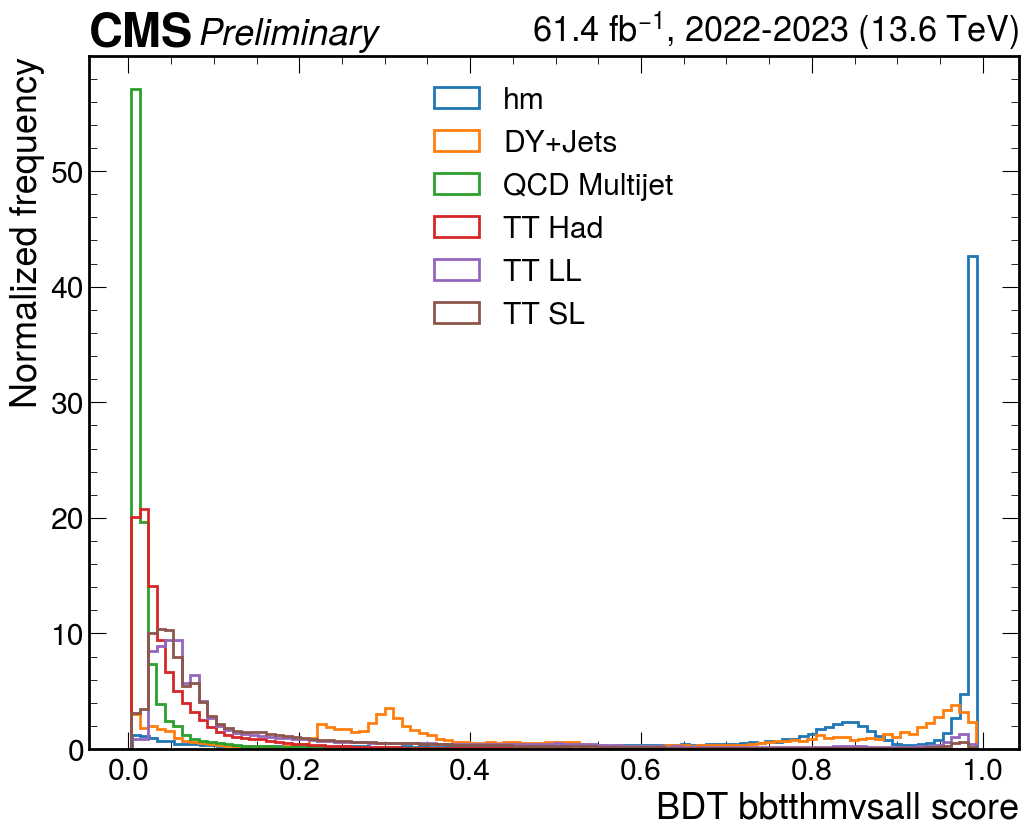 CMS Preliminary 61.4 fb⁻¹, 2022-2023 (13.6 TeV)
Normalized frequency
50
40
30
20
10
0
hm
DY+Jets
QCD Multijet
TT Had
TT LL
TT SL
0.0 0.2 0.4 0.6 0.8 1.0
BDT bbtthmvsall score